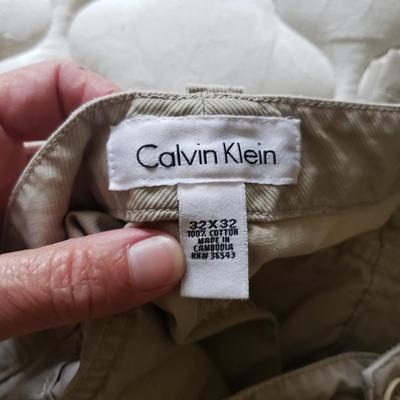 Calvin Klein
32X32
100% COTTON
MADE IN
CAMBODIA
RN# 36543